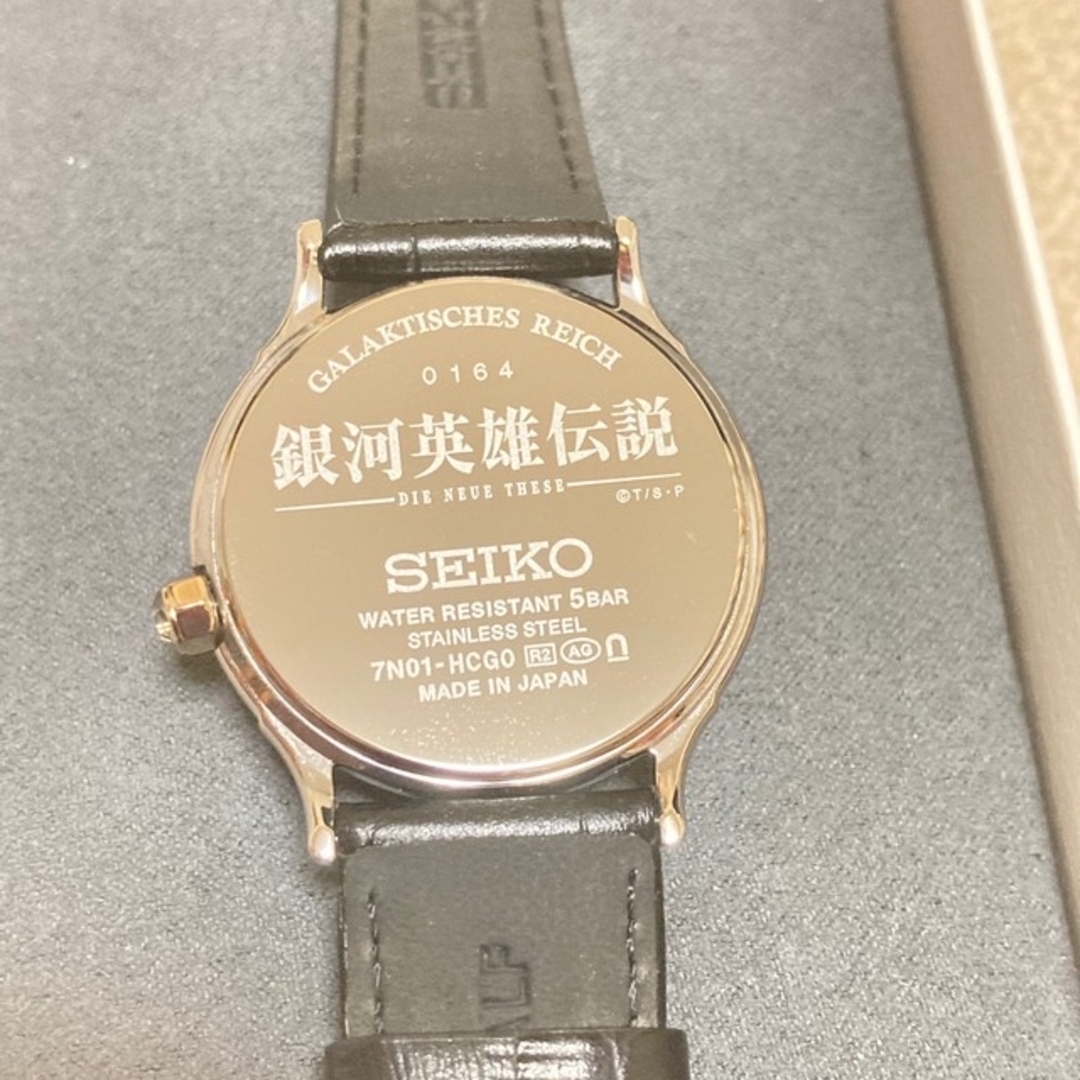 SEIKO
GALAKTISCHES REICH
0164
銀河英雄伝説
DIE NEUE THESE
©T/S・P
SEIKO
WATER RESISTANT 5BAR
STAINLESS STEEL
7N01-HCG0 R2 AG
MADE IN JAPAN